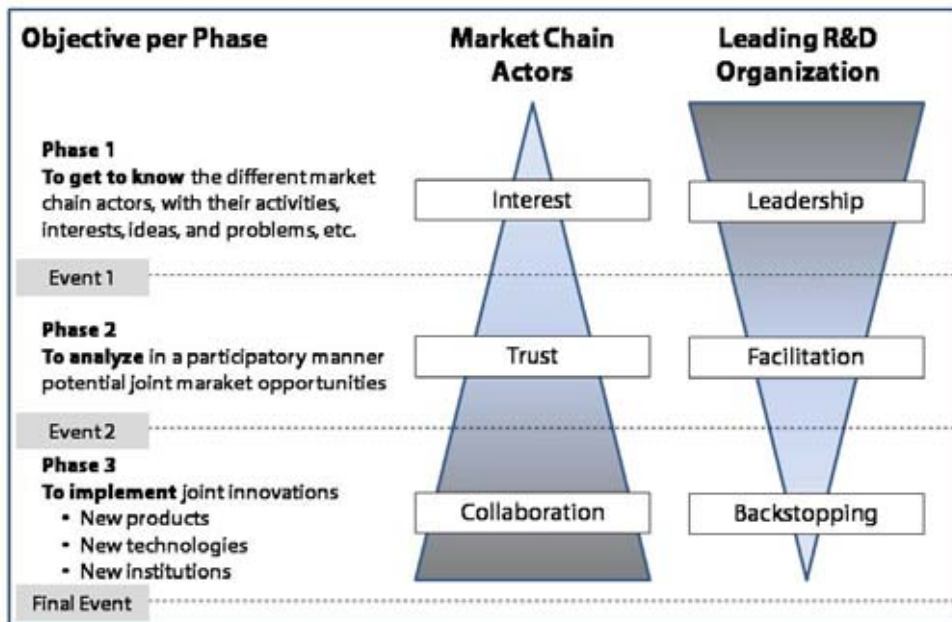 Objective per Phase
Market Chain
Actors
Leading R&D
Organization
Phase 1
To get to know the different market
chain actors, with their activities,
interests, ideas, and problems, etc.
Interest
Leadership
Event 1
Phase 2
To analyze in a participatory manner
potential joint maraket opportunities
Trust
Facilitation
Event 2
Phase 3
To implement joint innovations
• New products
• New technologies
• New institutions
Collaboration
Backstopping
Final Event